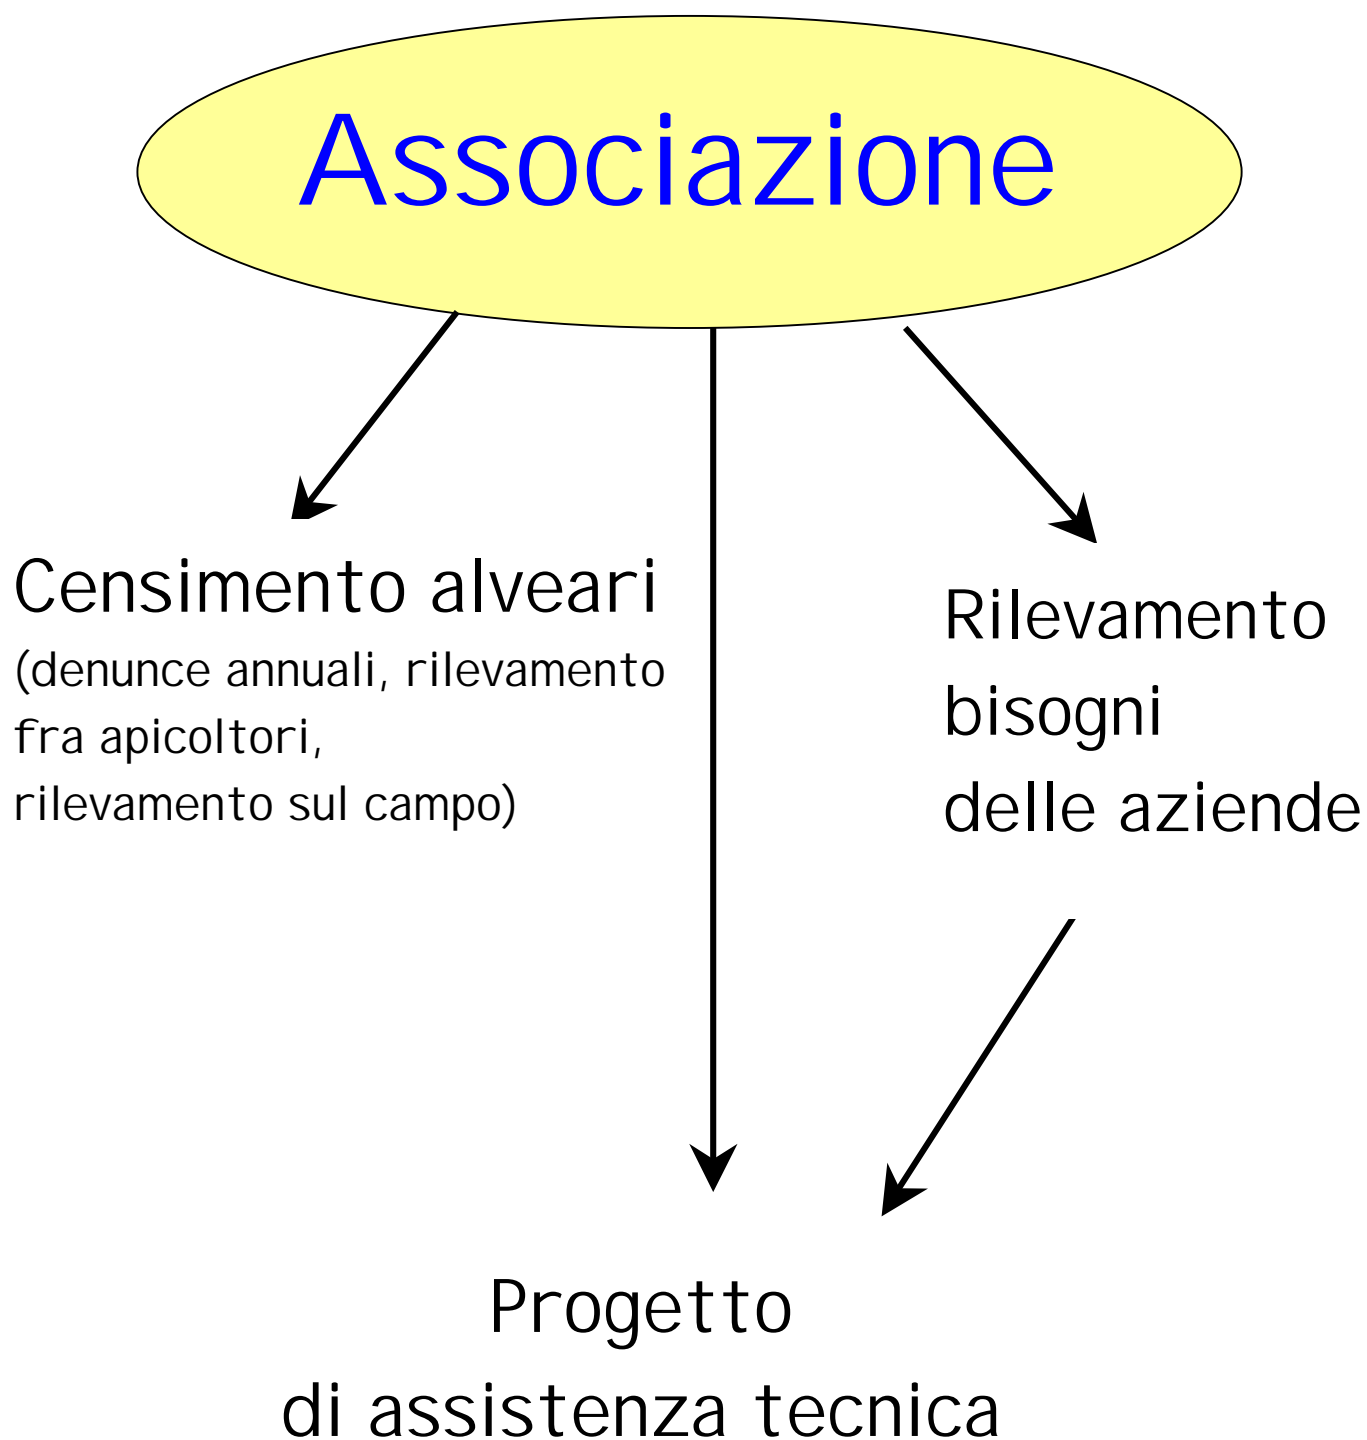 Associazione
Censimento alveari
(denunce annuali, rilevamento
fra apicoltori,
rilevamento sul campo)
Rilevamento
bisogni
delle aziende
Progetto
di assistenza tecnica